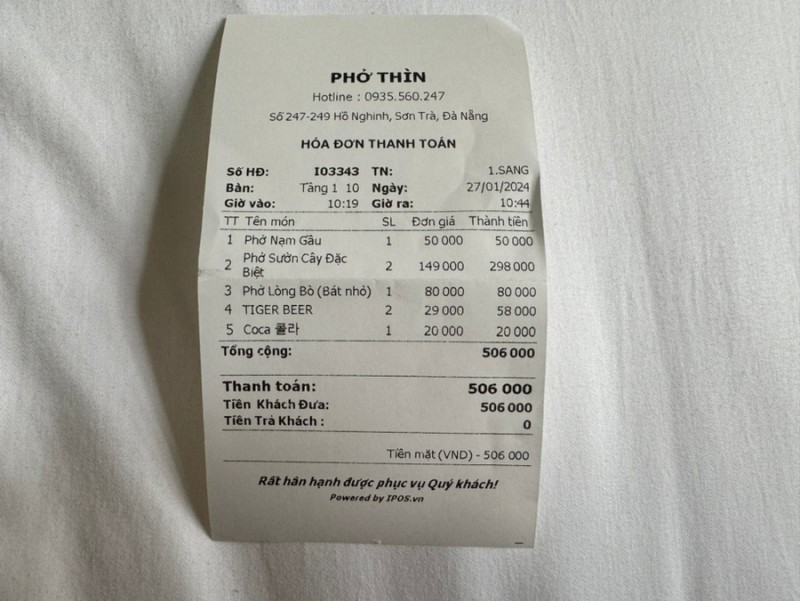 PHỞ THÌN
Hotline : 0935.560.247
Số 247-249 Hồ Nghinh, Sơn Trà, Đà Nẵng
HÓA ĐƠN THANH TOÁN
Số HĐ: I03343 TN: 1.SANG
Bàn: Tầng 1 10 Ngày: 27/01/2024
Giờ vào: 10:19 Giờ ra: 10:44
TT Tên món SL Đơn giá Thành tiền
1 Phở Nạm Gầu 1 50 000 50 000
2 Phở Sườn Cây Đặc Biệt 2 149 000 298 000
3 Phở Lòng Bò (Bát nhỏ) 1 80 000 80 000
4 TIGER BEER 2 29 000 58 000
5 Coca 콜라 1 20 000 20 000
Tổng cộng: 506 000
Thanh toán: 506 000
Tiền Khách Đưa: 506 000
Tiền Trả Khách : 0
Tiền mặt (VND) - 506 000
Rất hân hạnh được phục vụ Quý khách!
Powered by IPOS.vn